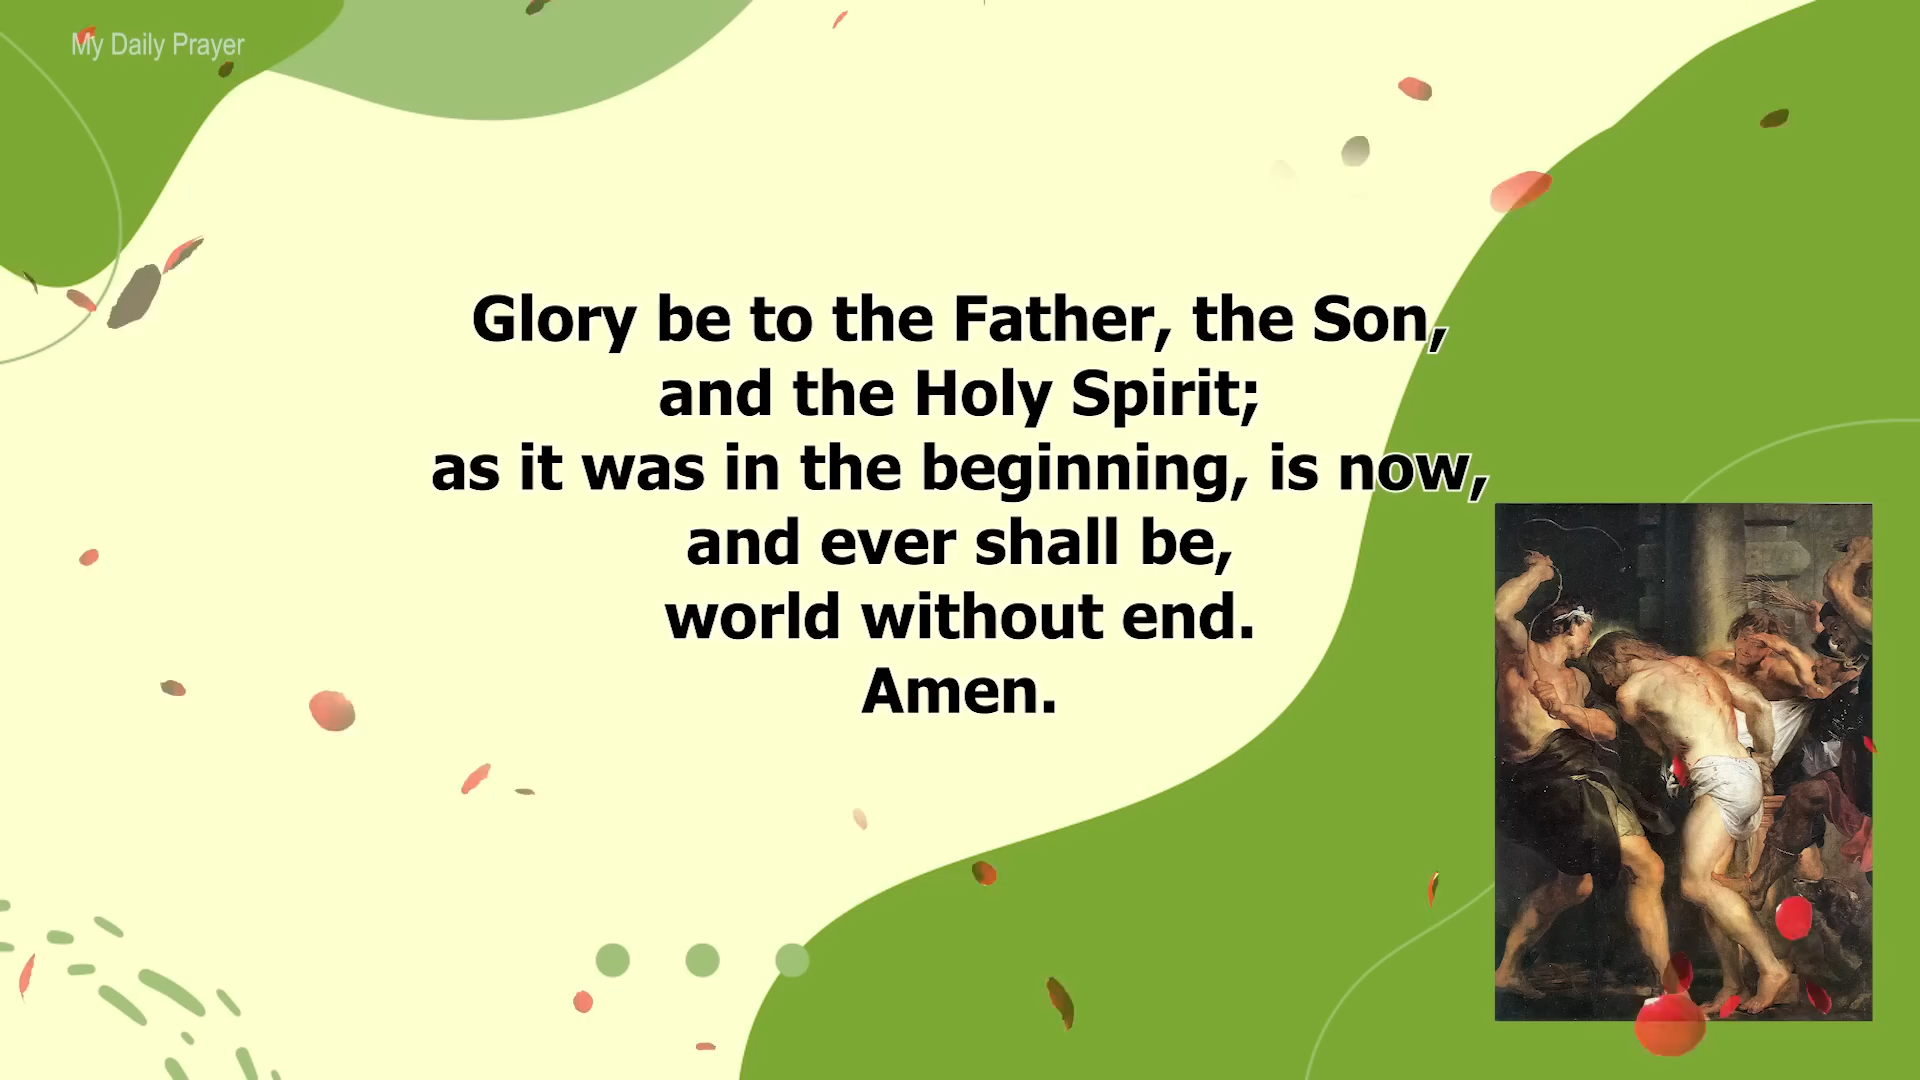 My Daily Prayer
Glory be to the Father, the Son,
and the Holy Spirit;
as it was in the beginning, is now,
and ever shall be,
world without end.
Amen.